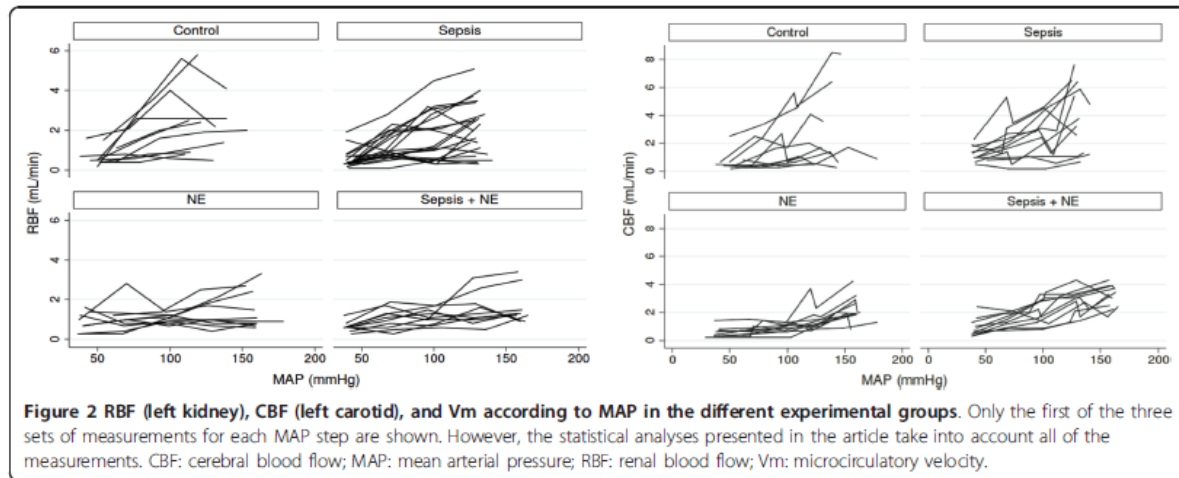 Control
Sepsis
6
4
2
0
NE
Sepsis + NE
6
4
2
0
RBF (mL/min)
50 100 150 200 50 100 150 200
MAP (mmHg)
Control
Sepsis
8
6
4
2
0
NE
Sepsis + NE
8
6
4
2
0
CBF (mL/min)
0 50 100 150 200 0 50 100 150 200
MAP (mmHg)
Figure 2 RBF (left kidney), CBF (left carotid), and Vm according to MAP in the different experimental groups. Only the first of the three
sets of measurements for each MAP step are shown. However, the statistical analyses presented in the article take into account all of the
measurements. CBF: cerebral blood flow; MAP: mean arterial pressure; RBF: renal blood flow; Vm: microcirculatory velocity.